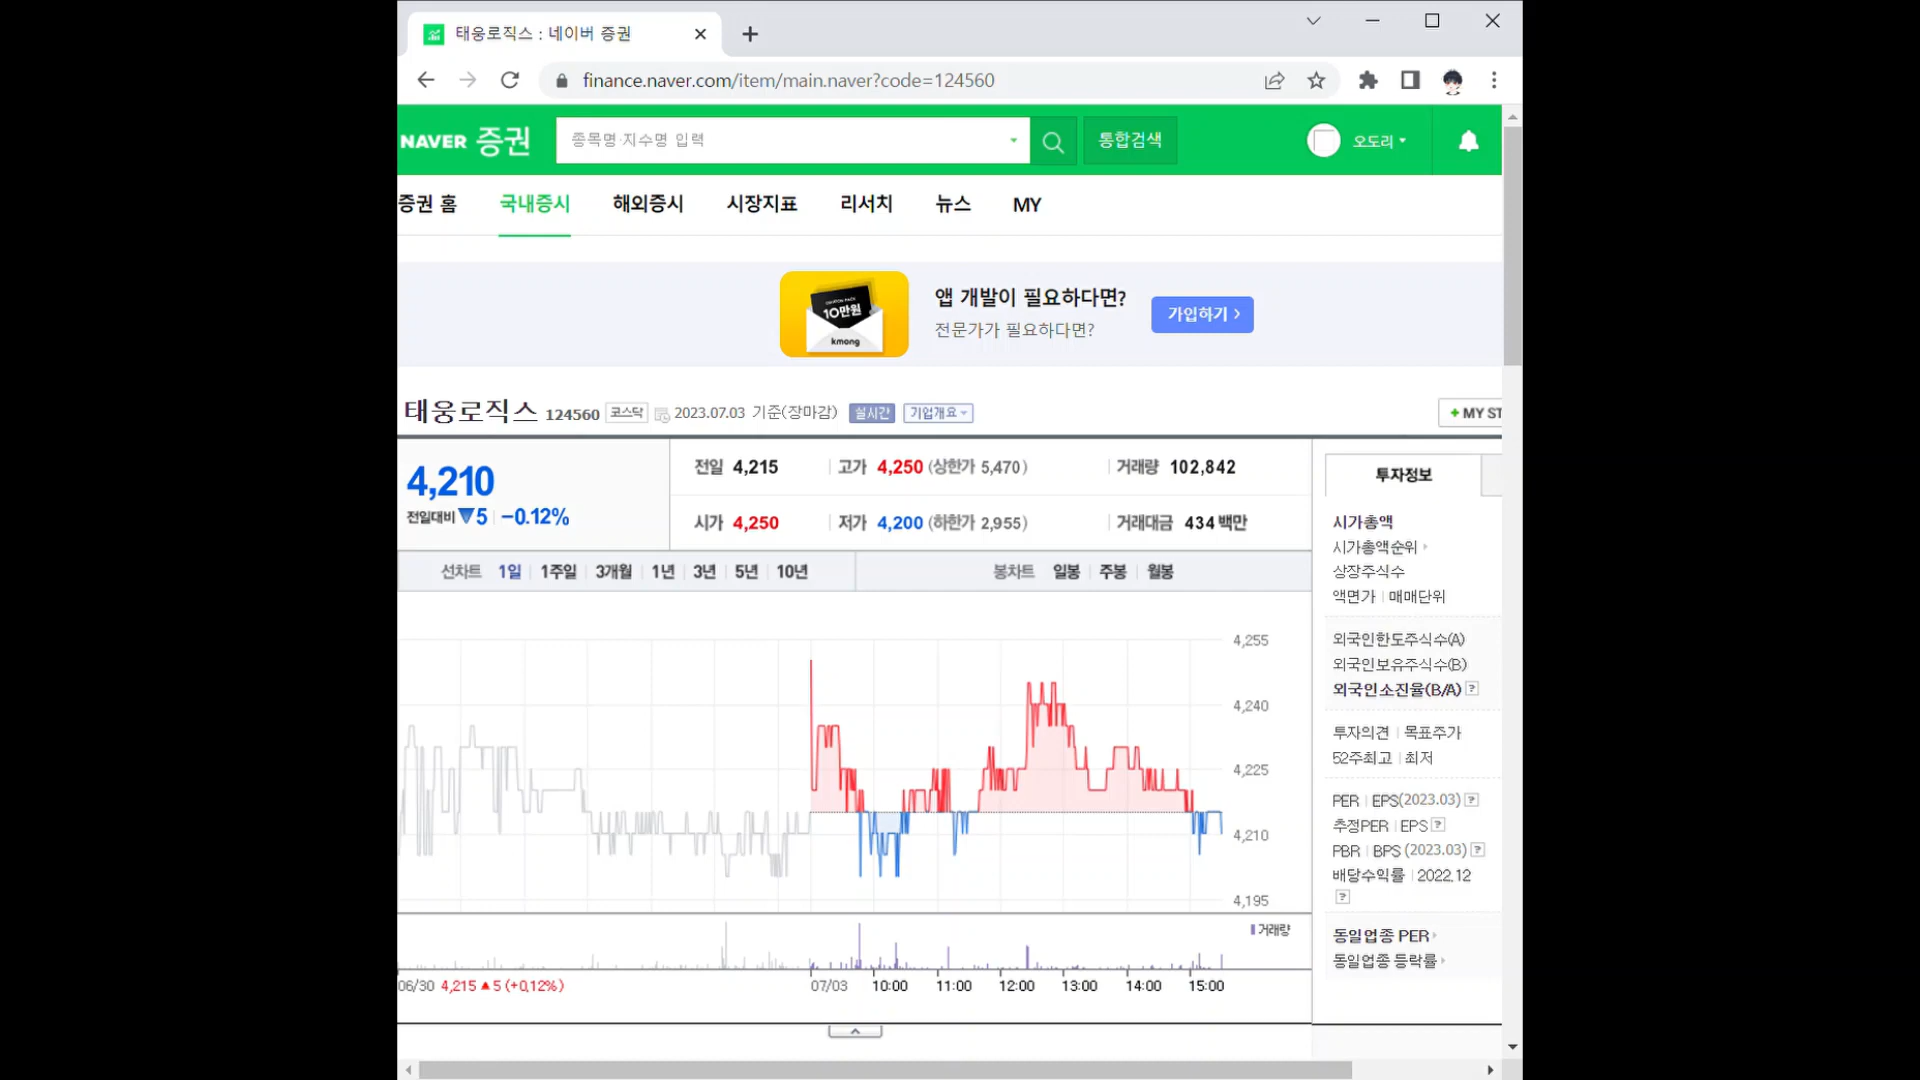 태웅로직스 : 네이버 증권
finance.naver.com/item/main.naver?code=124560
NAVER 증권 종목명·지수명 입력 통합검색 오도리
증권 홈 국내증시 해외증시 시장지표 리서치 뉴스 MY
10만원
kmong
앱 개발이 필요하다면?
전문가가 필요하다면?
가입하기 >
태웅로직스 124560 코스닥 2023.07.03 기준(장마감) 실시간 기업개요 + MY ST
4,210
전일대비 ▼5 -0.12%
전일 4,215 고가 4,250 (상한가 5,470) 거래량 102,842
시가 4,250 저가 4,200 (하한가 2,955) 거래대금 434 백만
선차트 1일 1주일 3개월 1년 3년 5년 10년 봉차트 일봉 주봉 월봉
4,255
4,240
4,225
4,210
4,195
거래량
06/30 4,215 ▲5 (+0.12%) 07/03 10:00 11:00 12:00 13:00 14:00 15:00
투자정보
시가총액
시가총액순위
상장주식수
액면가 | 매매단위
외국인한도주식수(A)
외국인보유주식수(B)
외국인소진율(B/A) ?
투자의견 | 목표주가
52주최고 | 최저
PER | EPS(2023.03) ?
추정PER | EPS ?
PBR | BPS (2023.03) ?
배당수익률 | 2022.12
?
동일업종 PER
동일업종 등락률